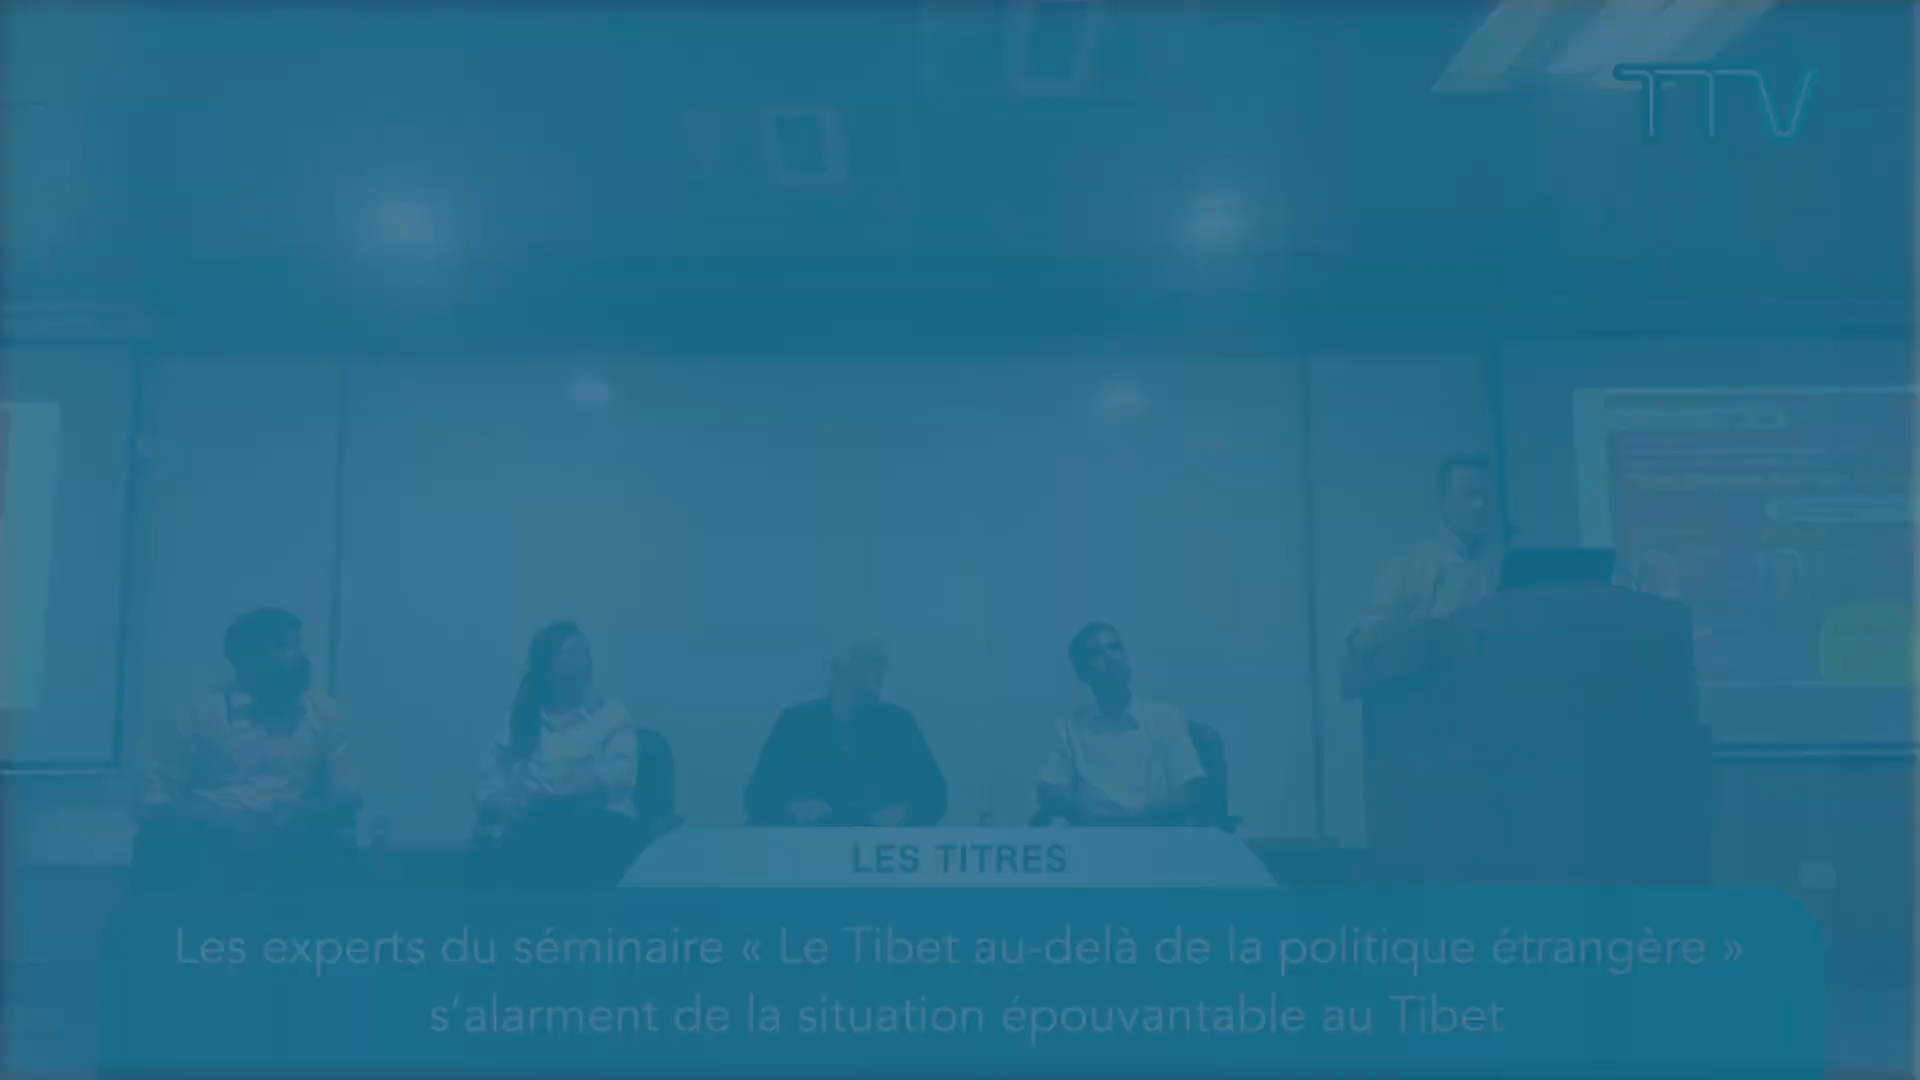 TTV
LES TITRES
Les experts du séminaire « Le Tibet au-delà de la politique étrangère »
s’alarment de la situation épouvantable au Tibet